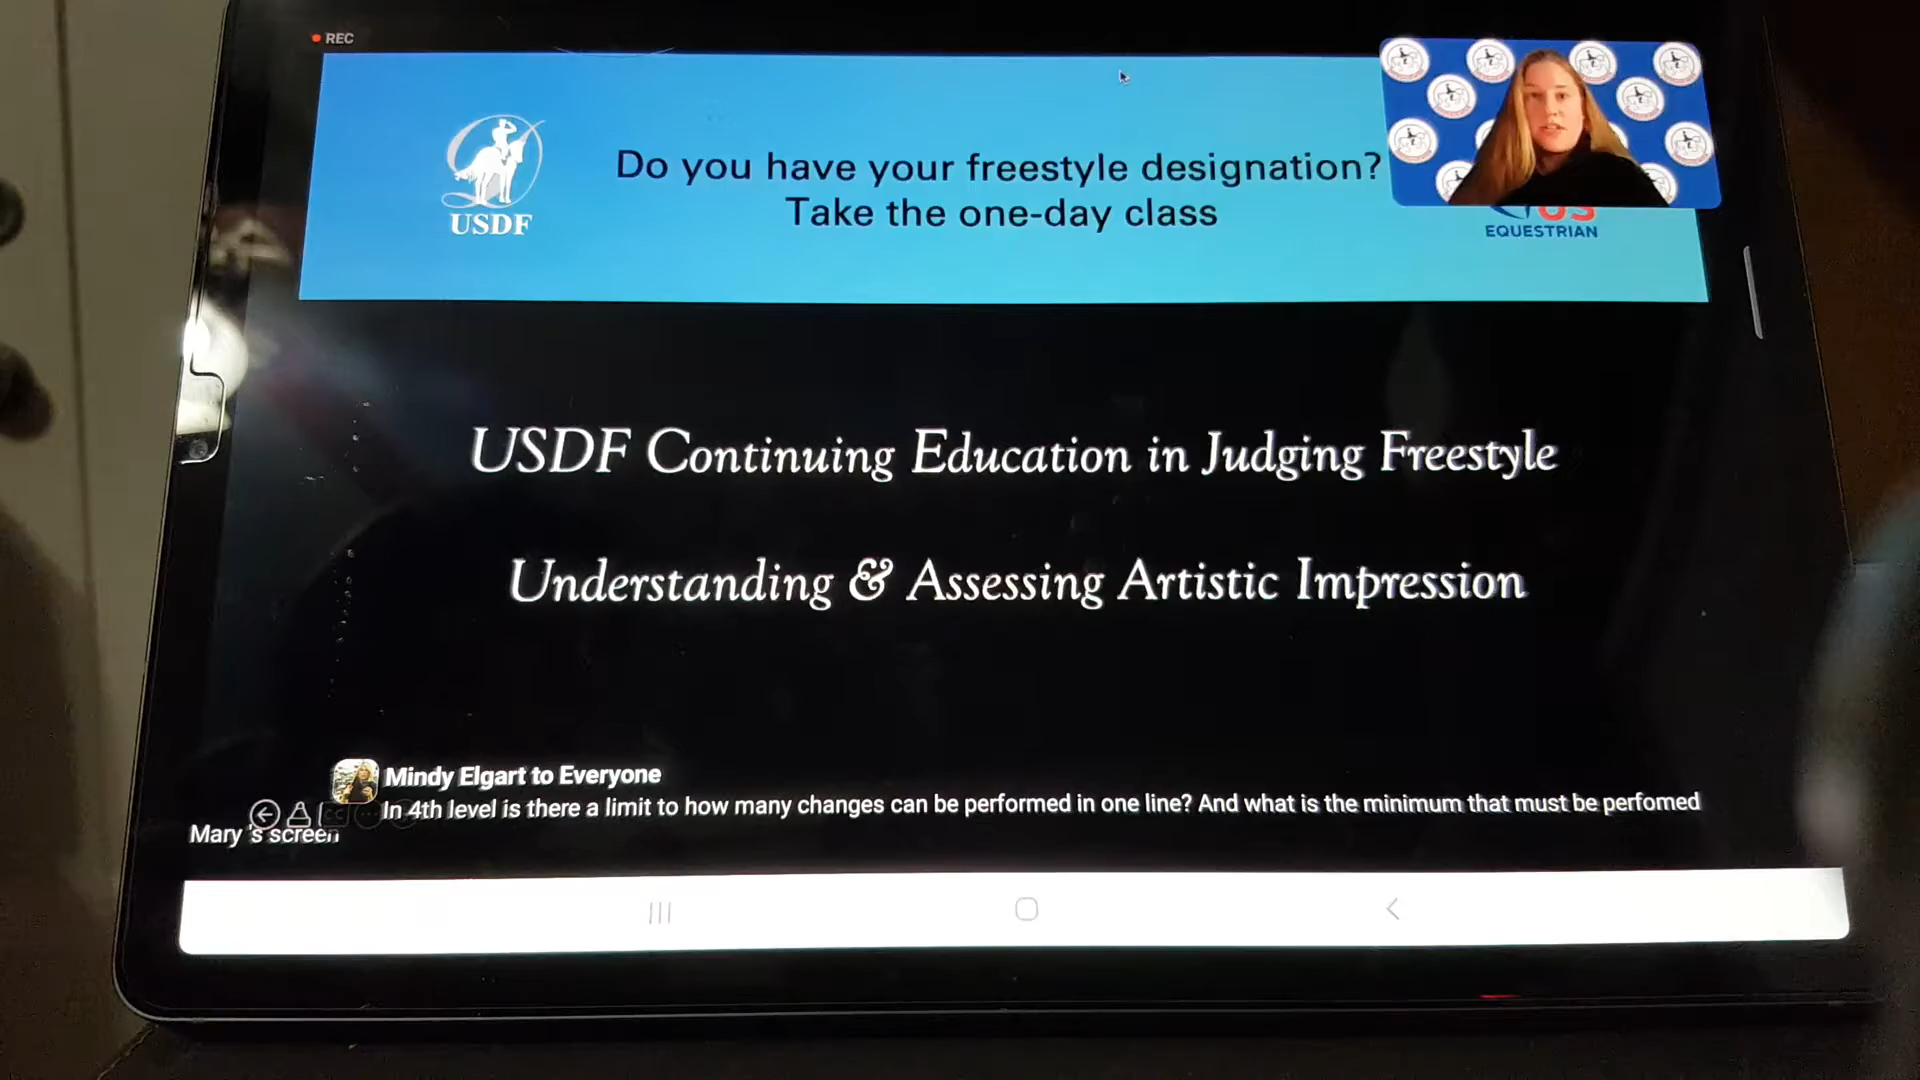 REC
Do you have your freestyle designation?
Take the one-day class
USDF
US
EQUESTRIAN
USDF Continuing Education in Judging Freestyle
Understanding & Assessing Artistic Impression
Mindy Elgart to Everyone
In 4th level is there a limit to how many changes can be performed in one line? And what is the minimum that must be perfomed
Mary 's screen